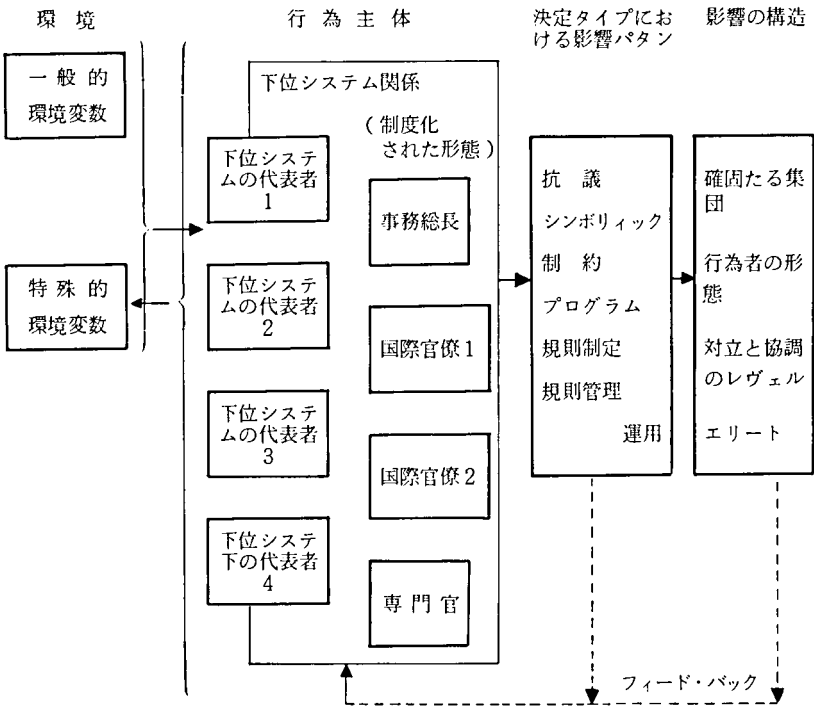 環境
一般的
環境変数
特殊的
環境変数
行為主体
下位システム関係
(制度化
された形態)
下位システ
ムの代表者
1
下位システ
ムの代表者
2
下位システ
ムの代表者
3
下位システ
下の代表者
4
事務総長
国際官僚1
国際官僚2
専門官
決定タイプにお
ける影響パタン
抗議
シンボリィック
制約
プログラム
規則制定
規則管理
運用
影響の構造
確固たる集
団
行為者の形
態
対立と協調
のレヴェル
エリート
フィード・バック